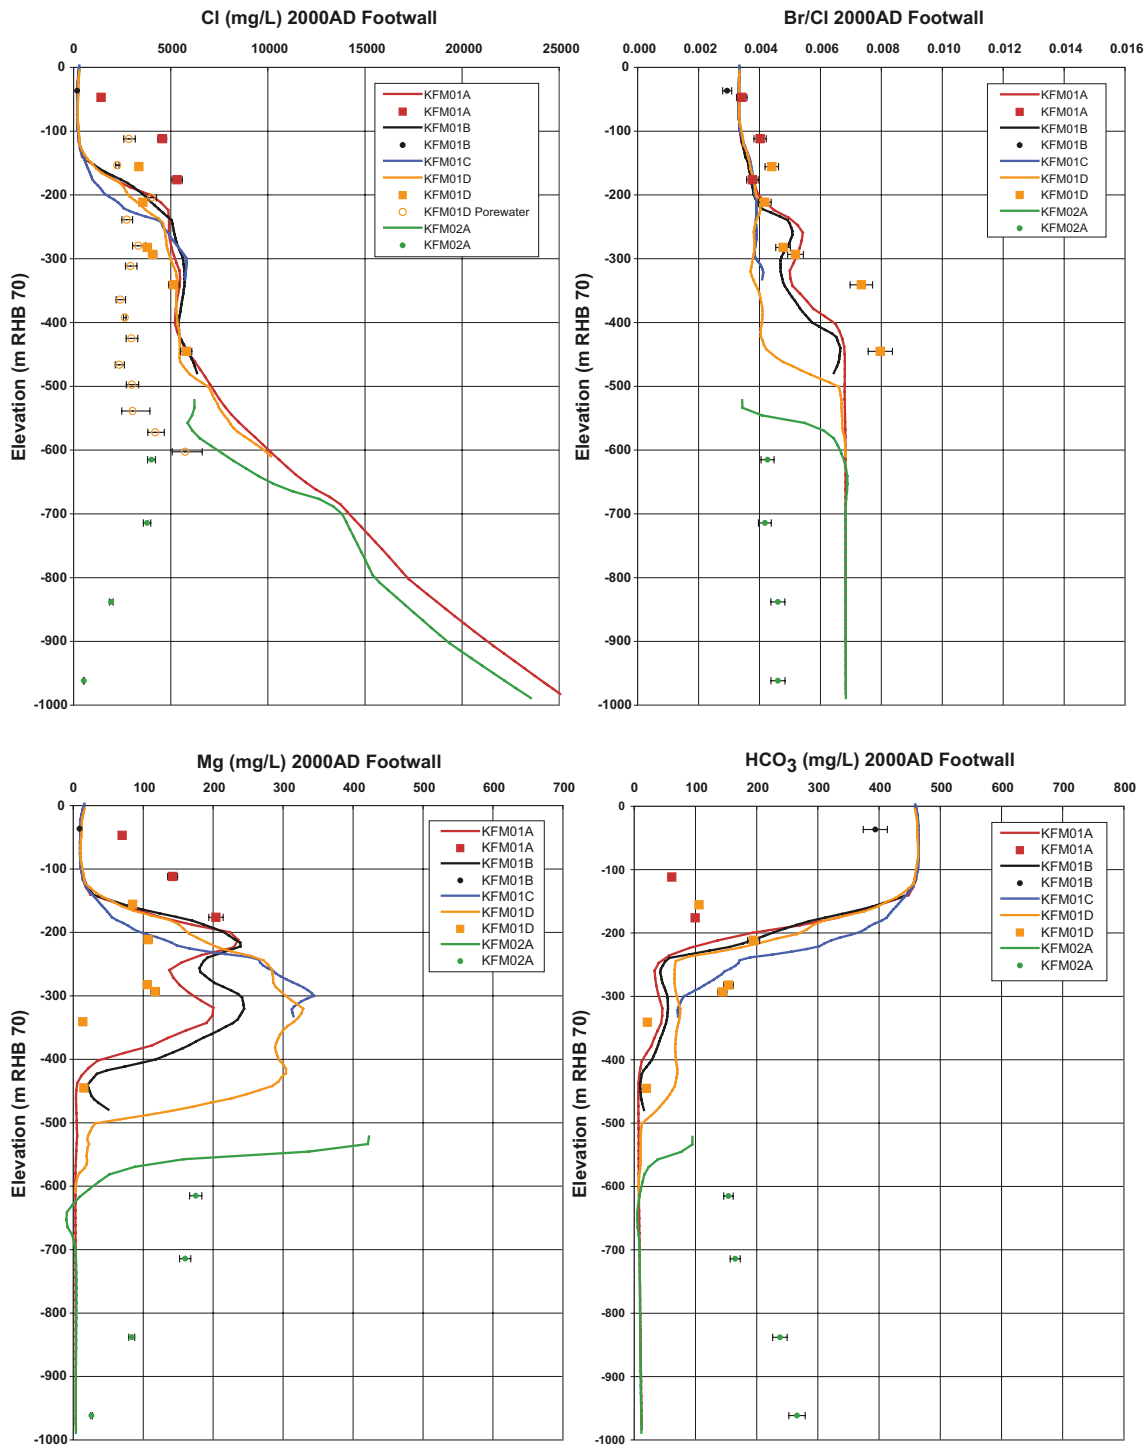 Cl (mg/L) 2000AD Footwall
0 5000 10000 15000 20000 25000
0
-100
-200
-300
-400
-500
-600
-700
-800
-900
-1000
Elevation (m RHB 70)
KFM01A
KFM01A
KFM01B
KFM01B
KFM01C
KFM01D
KFM01D
KFM01D Porewater
KFM02A
KFM02A
Br/Cl 2000AD Footwall
0.000 0.002 0.004 0.006 0.008 0.010 0.012 0.014 0.016
0
-100
-200
-300
-400
-500
-600
-700
-800
-900
-1000
Elevation (m RHB 70)
KFM01A
KFM01A
KFM01B
KFM01B
KFM01C
KFM01D
KFM01D
KFM02A
KFM02A
Mg (mg/L) 2000AD Footwall
0 100 200 300 400 500 600 700
0
-100
-200
-300
-400
-500
-600
-700
-800
-900
-1000
Elevation (m RHB 70)
KFM01A
KFM01A
KFM01B
KFM01B
KFM01C
KFM01D
KFM01D
KFM02A
KFM02A
HCO3 (mg/L) 2000AD Footwall
0 100 200 300 400 500 600 700 800
0
-100
-200
-300
-400
-500
-600
-700
-800
-900
-1000
Elevation (m RHB 70)
KFM01A
KFM01A
KFM01B
KFM01B
KFM01C
KFM01D
KFM01D
KFM02A
KFM02A